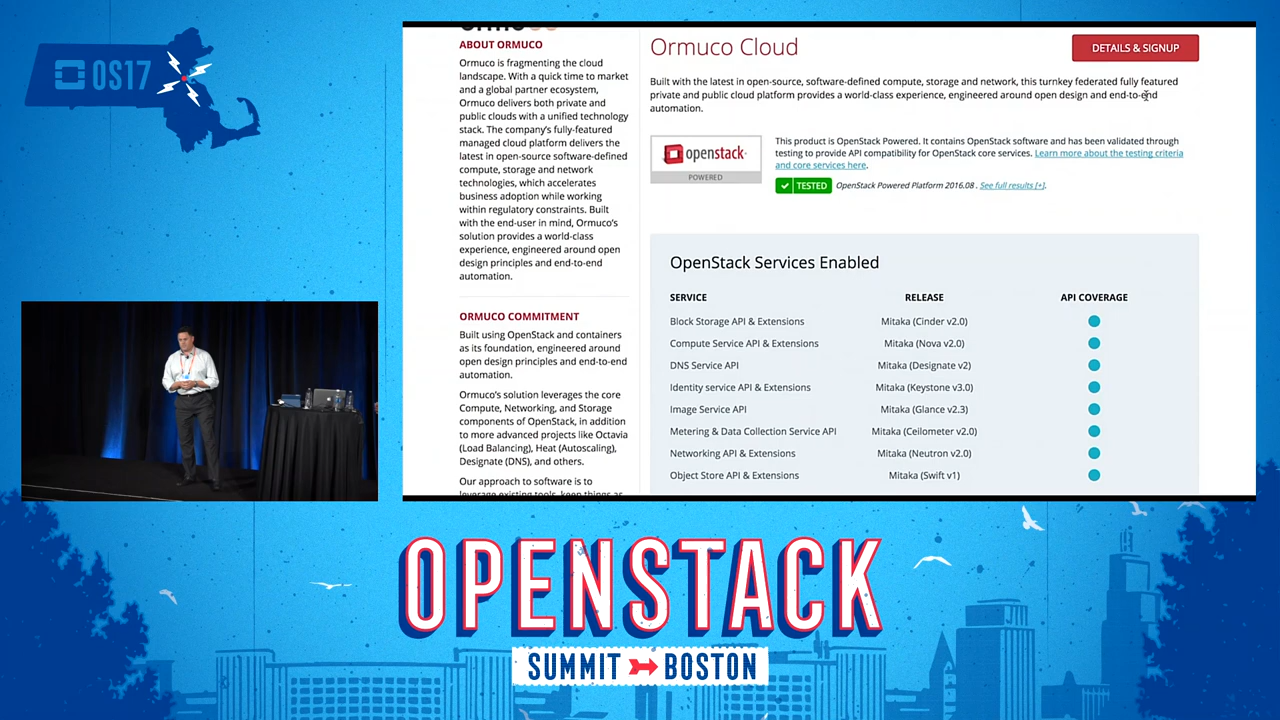 OS17
ABOUT ORMUCO
Ormuco is fragmenting the cloud
landscape. With a quick time to market
and a global partner ecosystem,
Ormuco delivers both private and
public clouds with a unified technology
stack. The company's fully-featured
managed cloud platform delivers the
latest in open-source software-defined
compute, storage and network
technologies, which accelerates
business adoption while working
within regulatory constraints. Built
with the end-user in mind, Ormuco's
solution provides a world-class
experience, engineered around open
design principles and end-to-end
automation.
ORMUCO COMMITMENT
Built using OpenStack and containers
as its foundation, engineered around
open design principles and end-to-end
automation.
Ormuco's solution leverages the core
Compute, Networking, and Storage
components of OpenStack, in addition
to more advanced projects like Octavia
(Load Balancing), Heat (Autoscaling),
Designate (DNS), and others.
Our approach to software is to
leverage existing tools, keep things as
Ormuco Cloud
DETAILS & SIGNUP
Built with the latest in open-source, software-defined compute, storage and network, this turnkey federated fully featured
private and public cloud platform provides a world-class experience, engineered around open design and end-to-end
automation.
openstack
POWERED
This product is OpenStack Powered. It contains OpenStack software and has been validated through
testing to provide API compatibility for OpenStack core services. Learn more about the testing criteria
and core services here.
TESTED OpenStack Powered Platform 2016.08 . See full results [+].
OpenStack Services Enabled
SERVICE RELEASE API COVERAGE
Block Storage API & Extensions Mitaka (Cinder v2.0)
Compute Service API & Extensions Mitaka (Nova v2.0)
DNS Service API Mitaka (Designate v2)
Identity service API & Extensions Mitaka (Keystone v3.0)
Image Service API Mitaka (Glance v2.3)
Metering & Data Collection Service API Mitaka (Ceilometer v2.0)
Networking API & Extensions Mitaka (Neutron v2.0)
Object Store API & Extensions Mitaka (Swift v1)
OPENSTACK
SUMMIT BOSTON